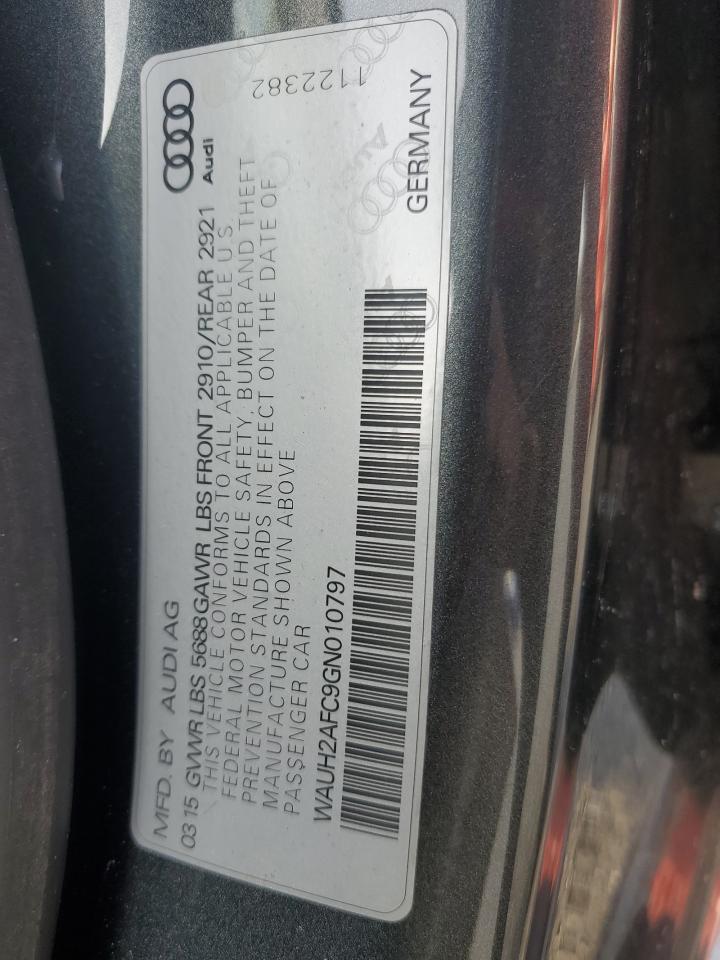 MFD. BY AUDI AG
Audi
03 15 GVWR LBS 5688 GAWR LBS FRONT 2910/REAR 2921
THIS VEHICLE CONFORMS TO ALL APPLICABLE U.S.
FEDERAL MOTOR VEHICLE SAFETY, BUMPER AND THEFT
PREVENTION STANDARDS IN EFFECT ON THE DATE OF
MANUFACTURE SHOWN ABOVE
PASSENGER CAR
1122382
WAUH2AFC9GN010797
GERMANY